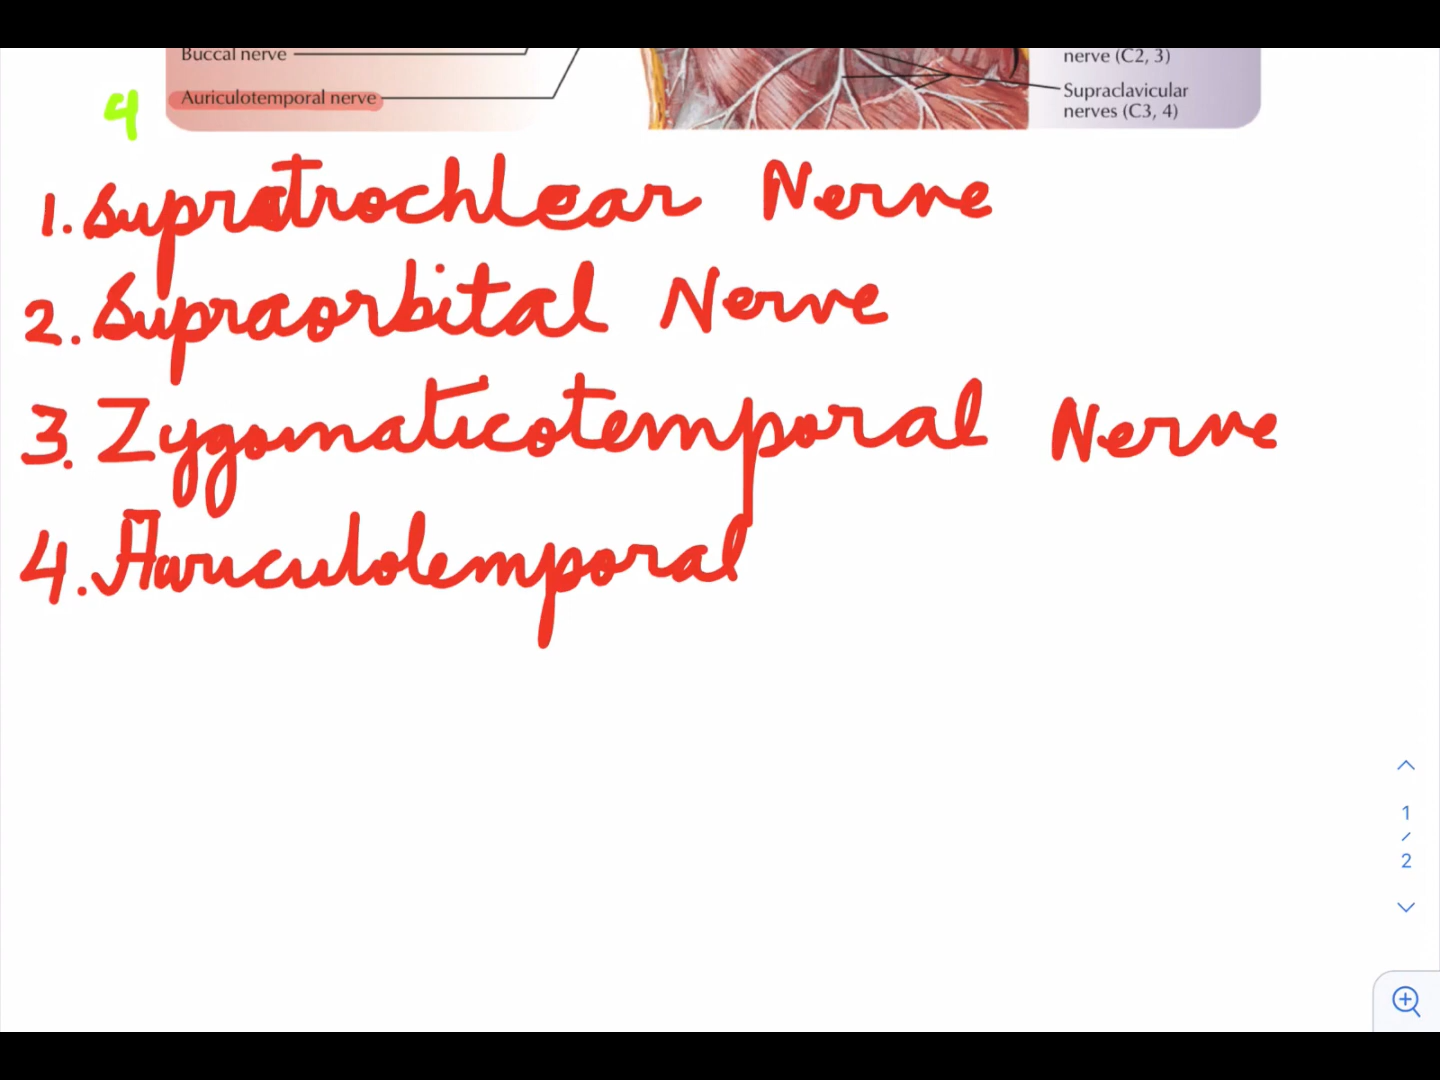 Buccal nerve
nerve (C2, 3)
4
Auriculotemporal nerve
Supraclavicular
nerves (C3, 4)
1. Supratrochlear Nerve
2. Supraorbital Nerve
3. Zygomaticotemporal Nerve
4. Auriculotemporal
1
/
2